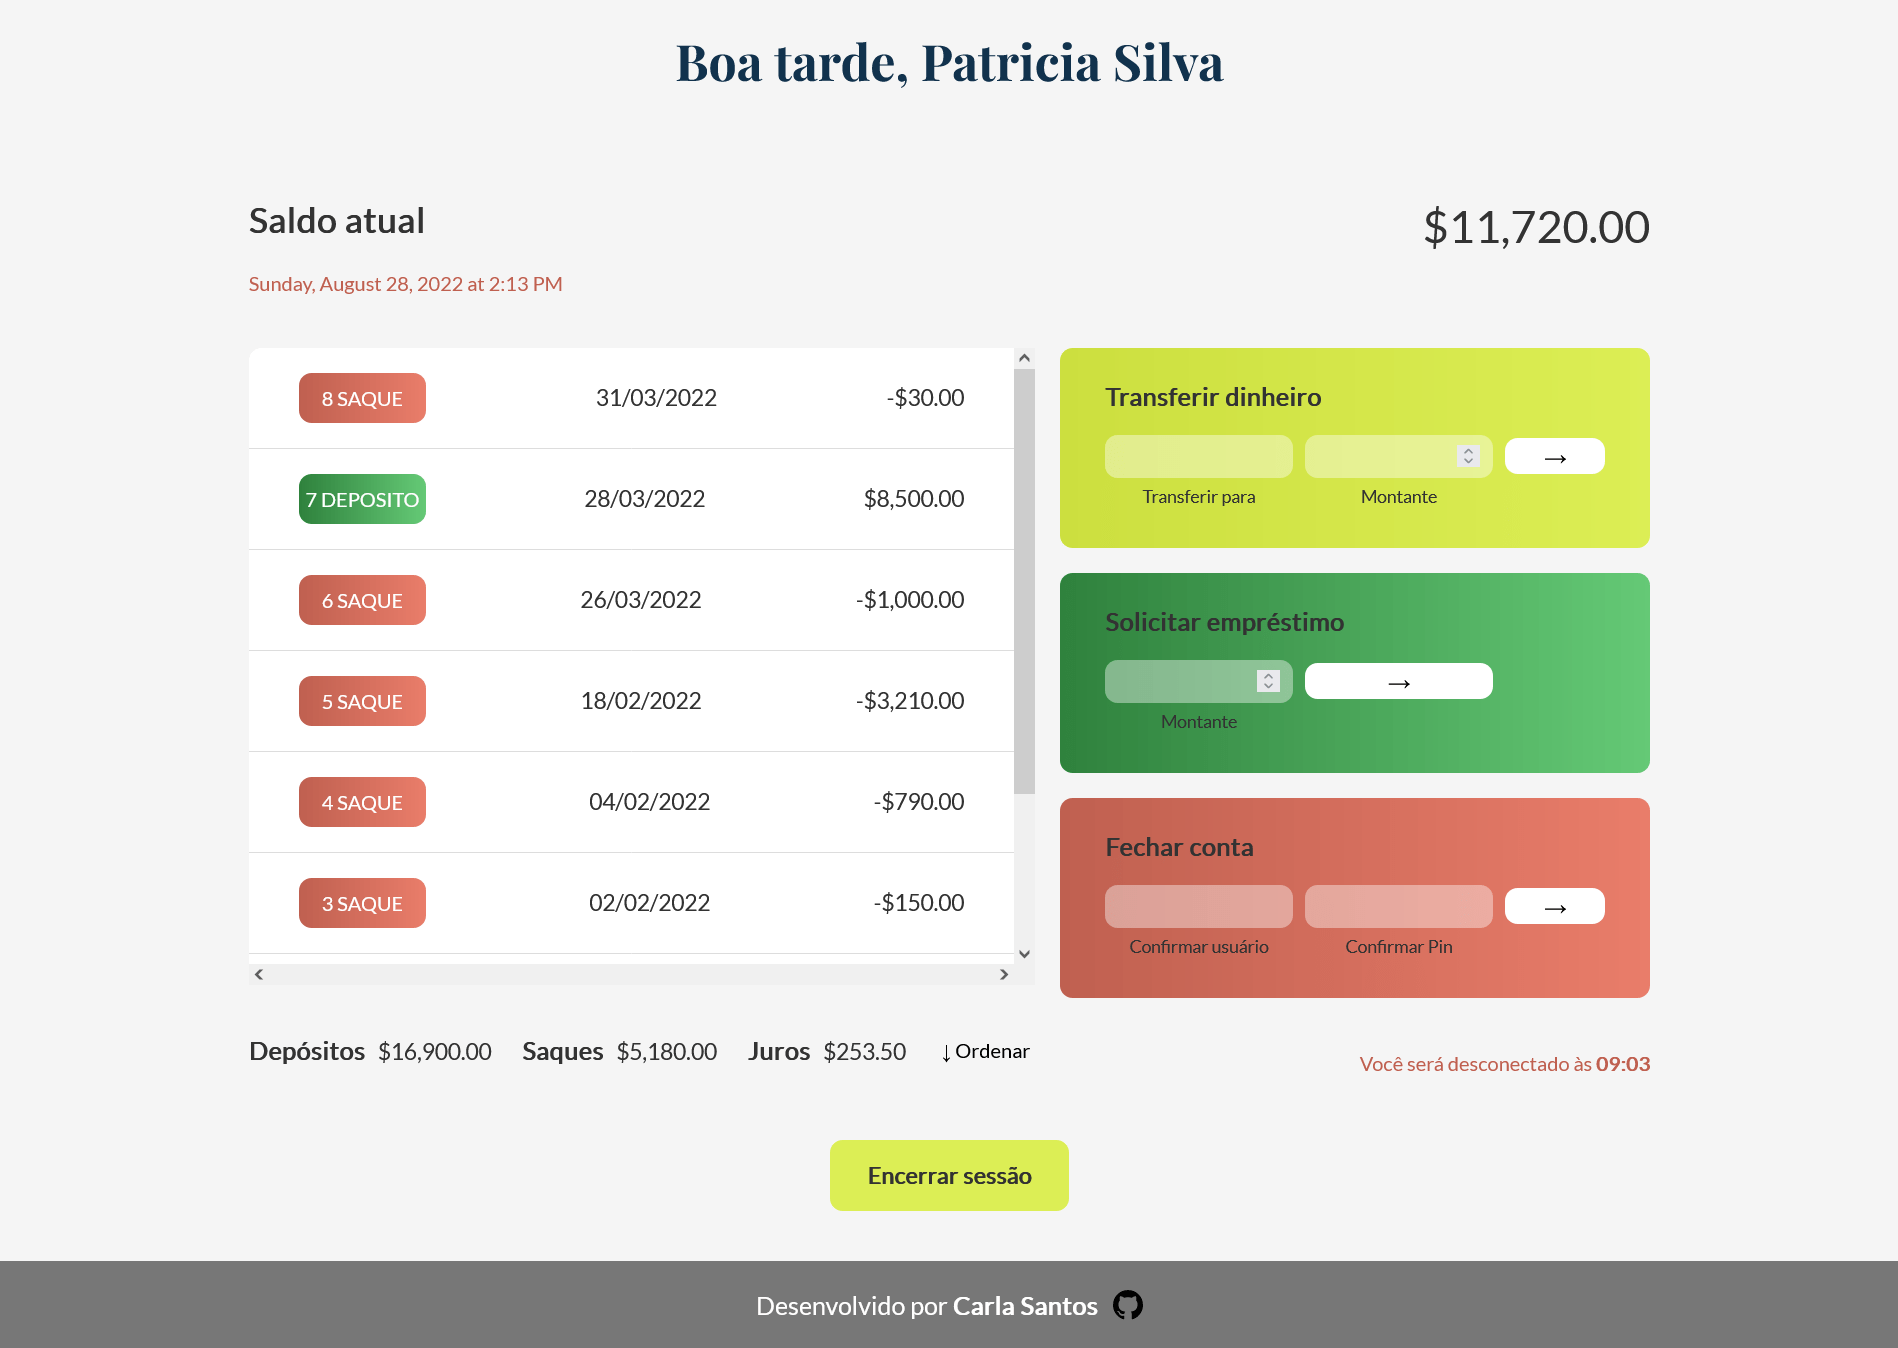 Boa tarde, Patricia Silva
Saldo atual
$11,720.00
Sunday, August 28, 2022 at 2:13 PM
8 SAQUE 31/03/2022 -$30.00
7 DEPOSITO 28/03/2022 $8,500.00
6 SAQUE 26/03/2022 -$1,000.00
5 SAQUE 18/02/2022 -$3,210.00
4 SAQUE 04/02/2022 -$790.00
3 SAQUE 02/02/2022 -$150.00
Transferir dinheiro
→
Transferir para Montante
Solicitar empréstimo
→
Montante
Fechar conta
→
Confirmar usuário Confirmar Pin
Depósitos $16,900.00 Saques $5,180.00 Juros $253.50 ↓ Ordenar
Você será desconectado às 09:03
Encerrar sessão
Desenvolvido por Carla Santos